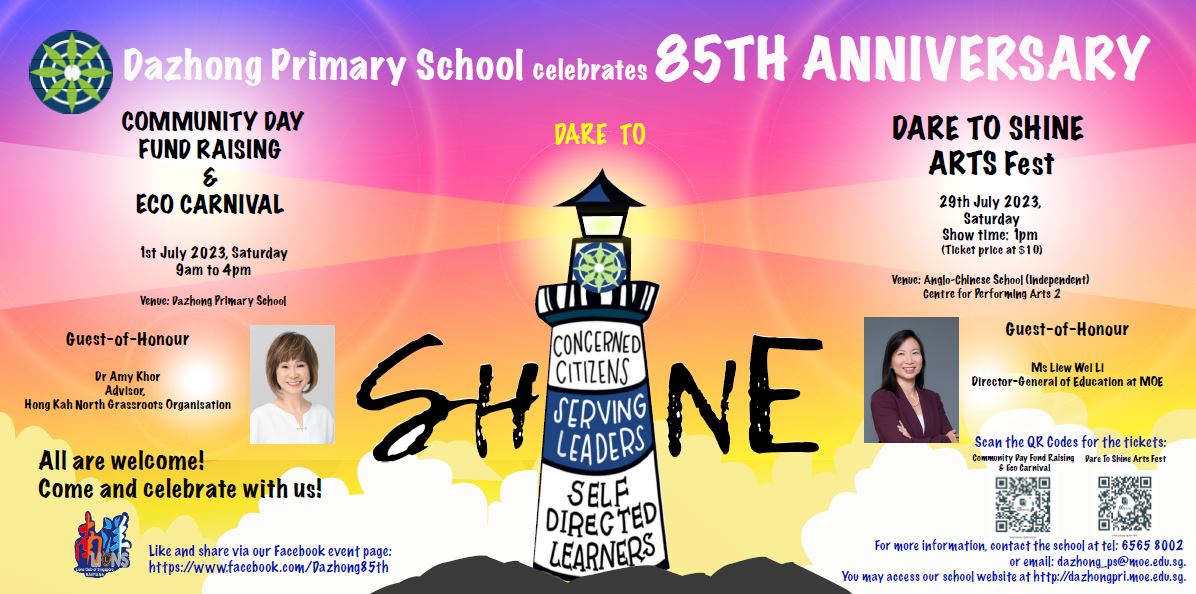 Dazhong Primary School celebrates 85TH ANNIVERSARY
COMMUNITY DAY
FUND RAISING
&
ECO CARNIVAL
1st July 2023, Saturday
9am to 4pm
Venue: Dazhong Primary School
Guest-of-Honour
Dr Amy Khor
Advisor,
Hong Kah North Grassroots Organisation
All are welcome!
Come and celebrate with us!
南洋
LIONS
Like and share via our Facebook event page:
https://www.facebook.com/Dazhong85th
DARE TO
SHINE
CONCERNED
CITIZENS
SERVING
LEADERS
SELF
DIRECTED
LEARNERS
DARE TO SHINE
ARTS Fest
29th July 2023,
Saturday
Show time: 1pm
(Ticket price at $10)
Venue: Anglo-Chinese School (Independent)
Centre for Performing Arts 2
Guest-of-Honour
Ms Liew Wei Li
Director-General of Education at MOE
Scan the QR Codes for the tickets:
Community Day Fund Raising
& Eco Carnival
Dare To Shine Arts Fest
For more information, contact the school at tel: 6565 8002
or email: dazhong_ps@moe.edu.sg.
You may access our school website at http://dazhongpri.moe.edu.sg.